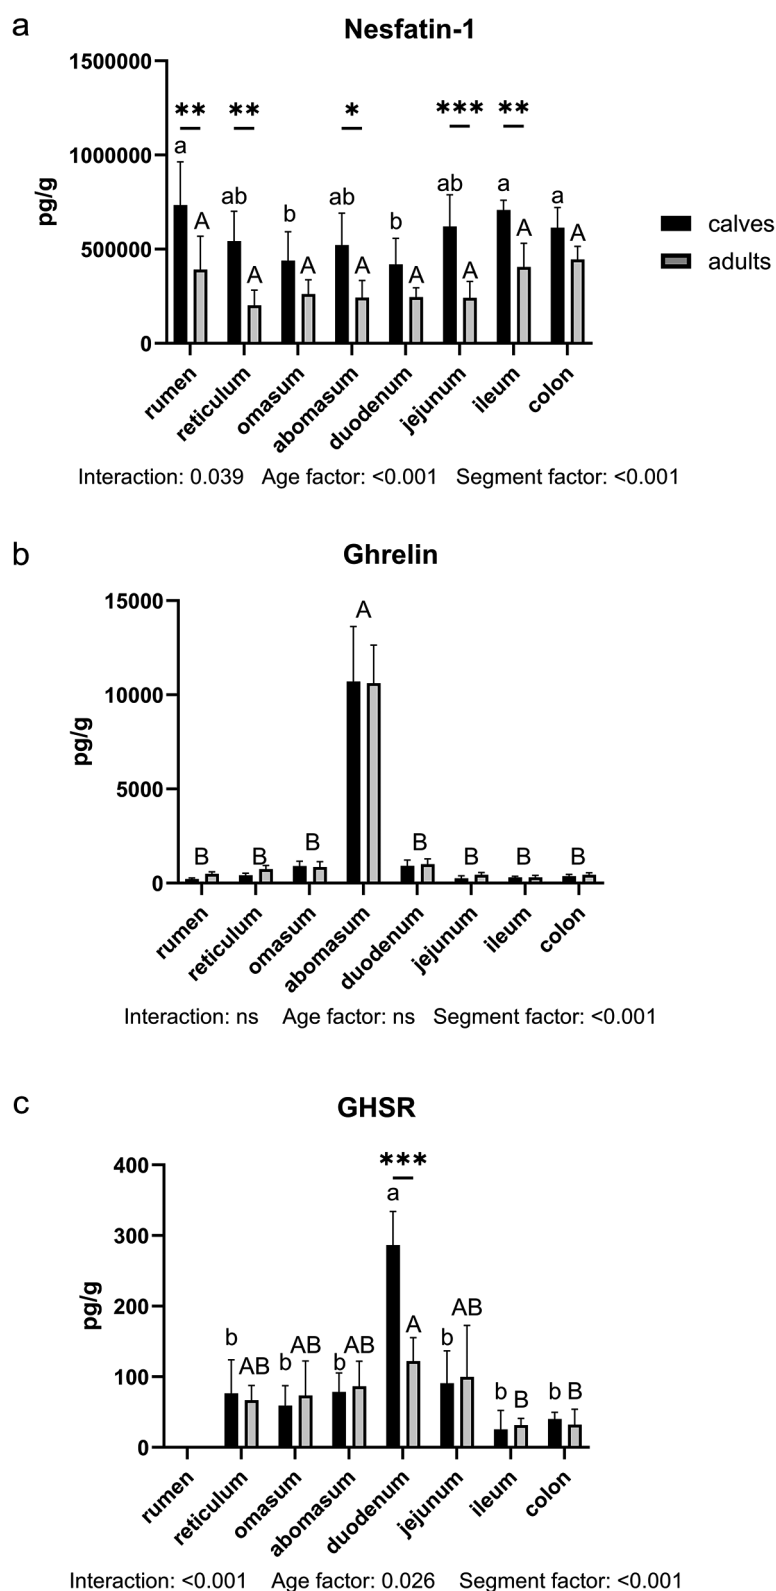 a
Nesfatin-1
1500000
1000000
500000
0
pg/g
** ** * *** **
a A ab A b A ab A b A ab A a A a A
calves
adults
rumen reticulum omasum abomasum duodenum jejunum ileum colon
Interaction: 0.039 Age factor: <0.001 Segment factor: <0.001
b
Ghrelin
15000
10000
5000
0
pg/g
B B B A B B B B
rumen reticulum omasum abomasum duodenum jejunum ileum colon
Interaction: ns Age factor: ns Segment factor: <0.001
c
GHSR
400
300
200
100
0
pg/g
***
b AB b AB b AB a A b AB b B b B
rumen reticulum omasum abomasum duodenum jejunum ileum colon
Interaction: <0.001 Age factor: 0.026 Segment factor: <0.001